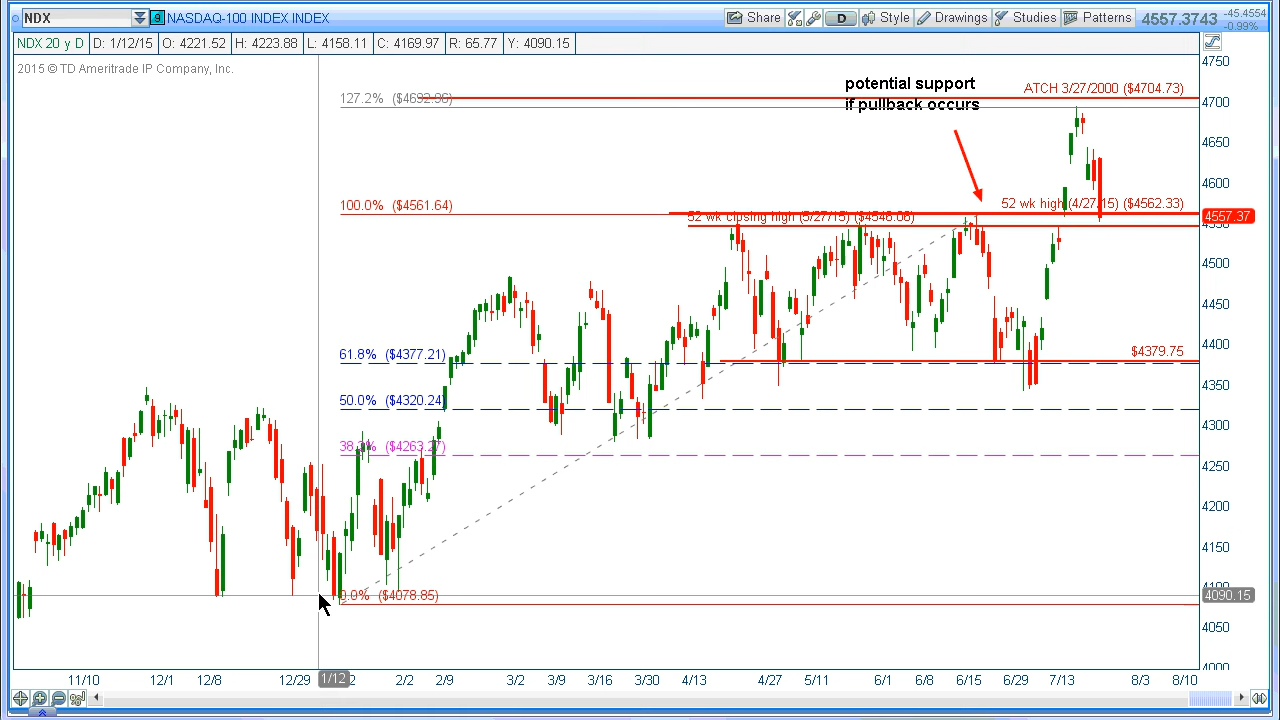 NDX
NASDAQ-100 INDEX INDEX
Share
D
Style
Drawings
Studies
Patterns
4557.3743
-45.4554
-0.99%
NDX 20 y D
D: 1/12/15
O: 4221.52
H: 4223.88
L: 4158.11
C: 4169.97
R: 65.77
Y: 4090.15
2015 © TD Ameritrade IP Company, Inc.
potential support
if pullback occurs
ATCH 3/27/2000 ($4704.73)
127.2% ($4692.96)
100.0% ($4561.64)
52 wk high (4/27/15) ($4562.33)
52 wk closing high (5/27/15) ($4548.06)
61.8% ($4377.21)
$4379.75
50.0% ($4320.24)
38.2% ($4263.27)
0.0% ($4078.85)
4750
4700
4650
4600
4557.37
4500
4450
4400
4350
4300
4250
4200
4150
4090.15
4050
4000
11/10
12/1
12/8
12/29
1/12
2/2
2/9
3/9
3/16
3/30
4/13
4/27
5/11
6/1
6/8
6/15
6/29
7/13
8/3
8/10